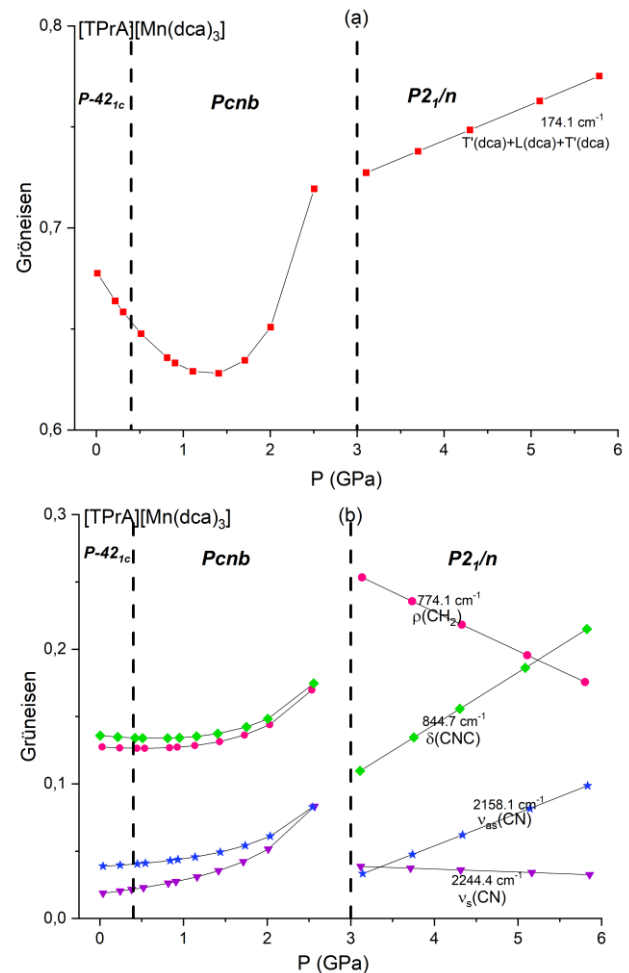 (a)
[TPrA][Mn(dca)₃]
0,8
P-42₁c
Pcnb
P2₁/n
174.1 cm⁻¹
T'(dca)+L(dca)+T'(dca)
0,7
Gröneisen
0,6
0 1 2 3 4 5 6
P (GPa)
(b)
[TPrA][Mn(dca)₃]
0,3
P-42₁c
Pcnb
P2₁/n
774.1 cm⁻¹
ρ(CH₂)
0,2
844.7 cm⁻¹
δ(CNC)
Grüneisen
0,1
2158.1 cm⁻¹
νas(CN)
2244.4 cm⁻¹
νs(CN)
0,0
0 1 2 3 4 5 6
P (GPa)